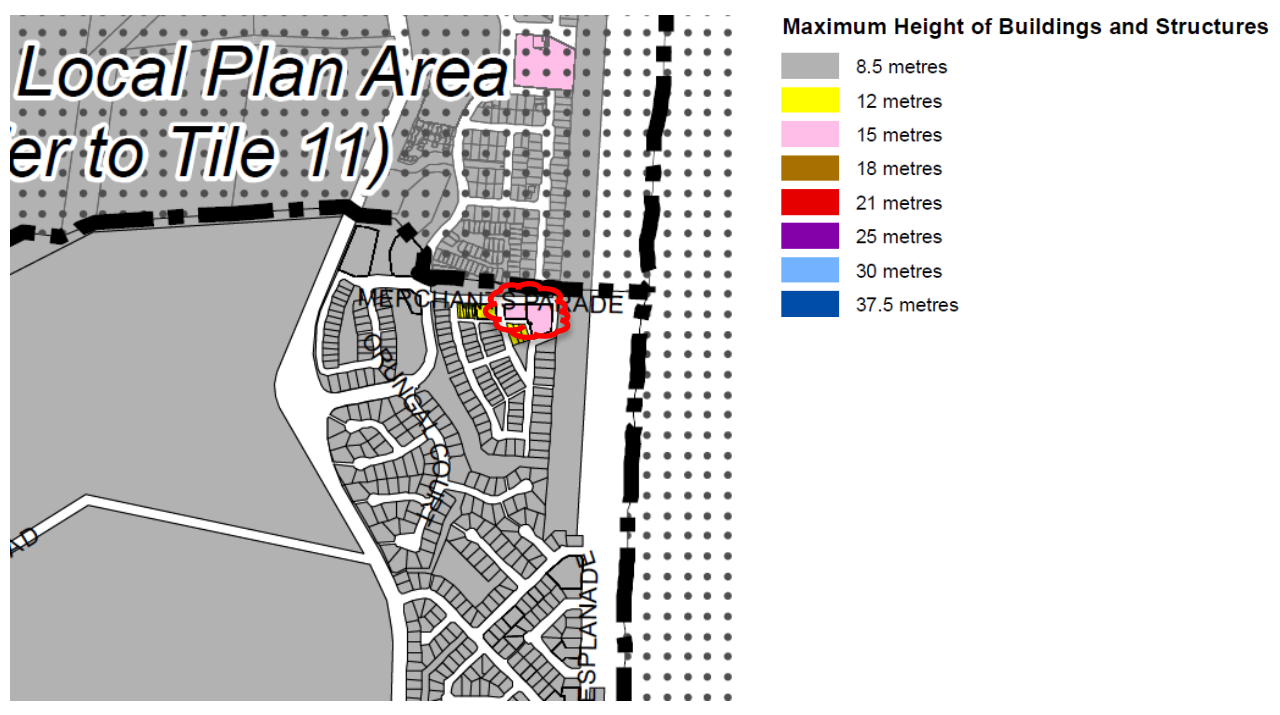 Local Plan Area
er to Tile 11)
MERCHANTS PARADE
ORUNGAL COURT
AD
ESPLANADE
Maximum Height of Buildings and Structures
8.5 metres
12 metres
15 metres
18 metres
21 metres
25 metres
30 metres
37.5 metres